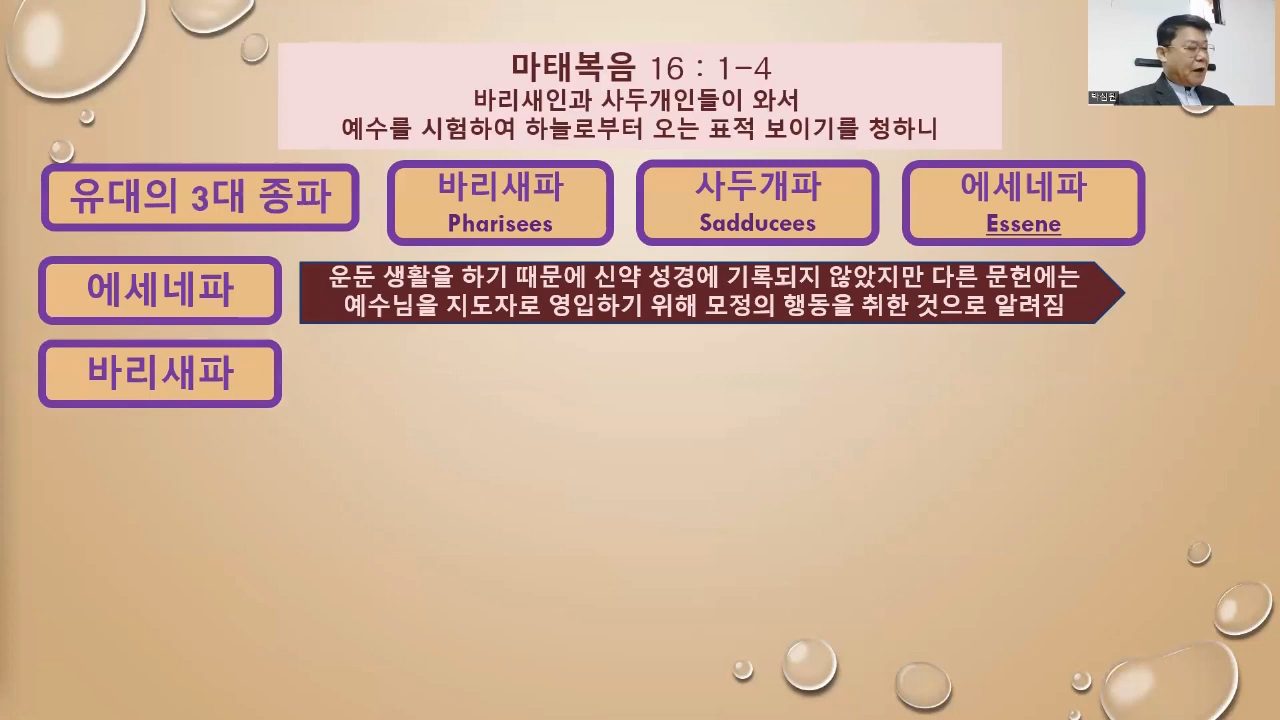 마태복음 16 : 1-4
바리새인과 사두개인들이 와서
예수를 시험하여 하늘로부터 오는 표적 보이기를 청하니
박심원
유대의 3대 종파
바리새파
Pharisees
사두개파
Sadducees
에세네파
Essene
에세네파
운둔 생활을 하기 때문에 신약 성경에 기록되지 않았지만 다른 문헌에는
예수님을 지도자로 영입하기 위해 모정의 행동을 취한 것으로 알려짐
바리새파